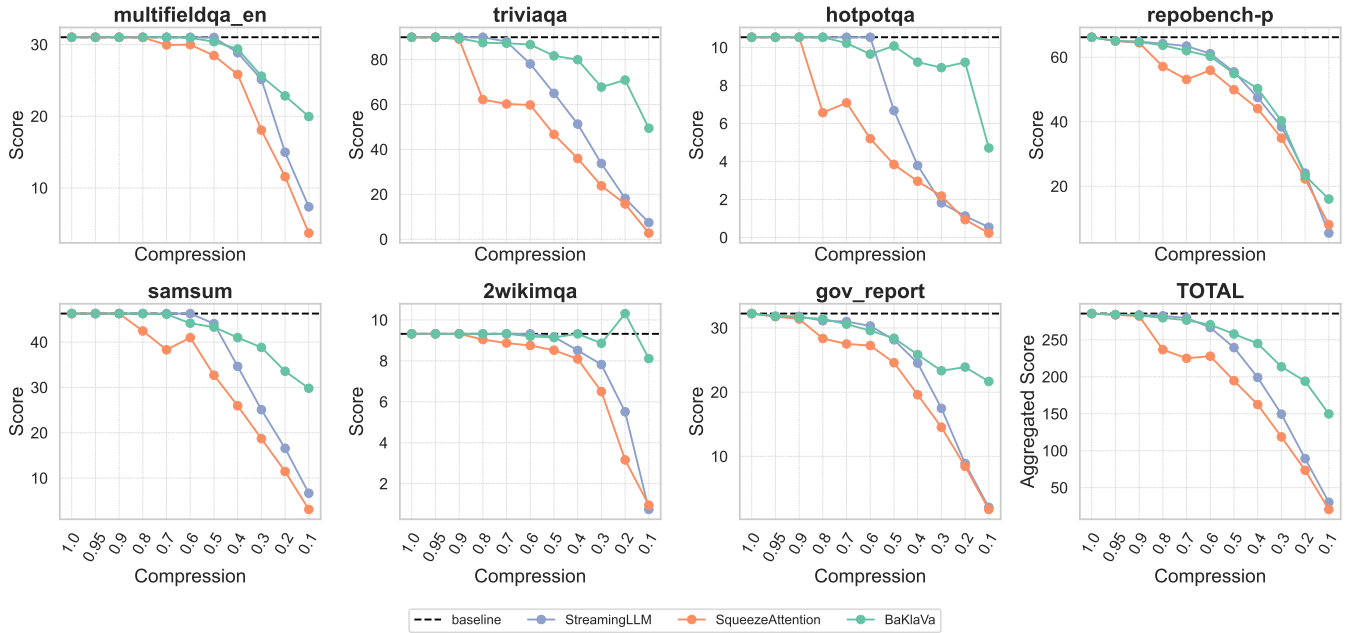 multifieldqa_en
30
20
10
Score
Compression
triviaqa
80
60
40
20
0
Score
Compression
hotpotqa
10
8
6
4
2
0
Score
Compression
repobench-p
60
40
20
Score
Compression
samsum
40
30
20
10
Score
1.0 0.95 0.9 0.8 0.7 0.6 0.5 0.4 0.3 0.2 0.1
Compression
2wikimqa
10
8
6
4
2
Score
1.0 0.95 0.9 0.8 0.7 0.6 0.5 0.4 0.3 0.2 0.1
Compression
gov_report
30
20
10
Score
1.0 0.95 0.9 0.8 0.7 0.6 0.5 0.4 0.3 0.2 0.1
Compression
TOTAL
250
200
150
100
50
Aggregated Score
1.0 0.95 0.9 0.8 0.7 0.6 0.5 0.4 0.3 0.2 0.1
Compression
baseline StreamingLLM SqueezeAttention BaKlaVa